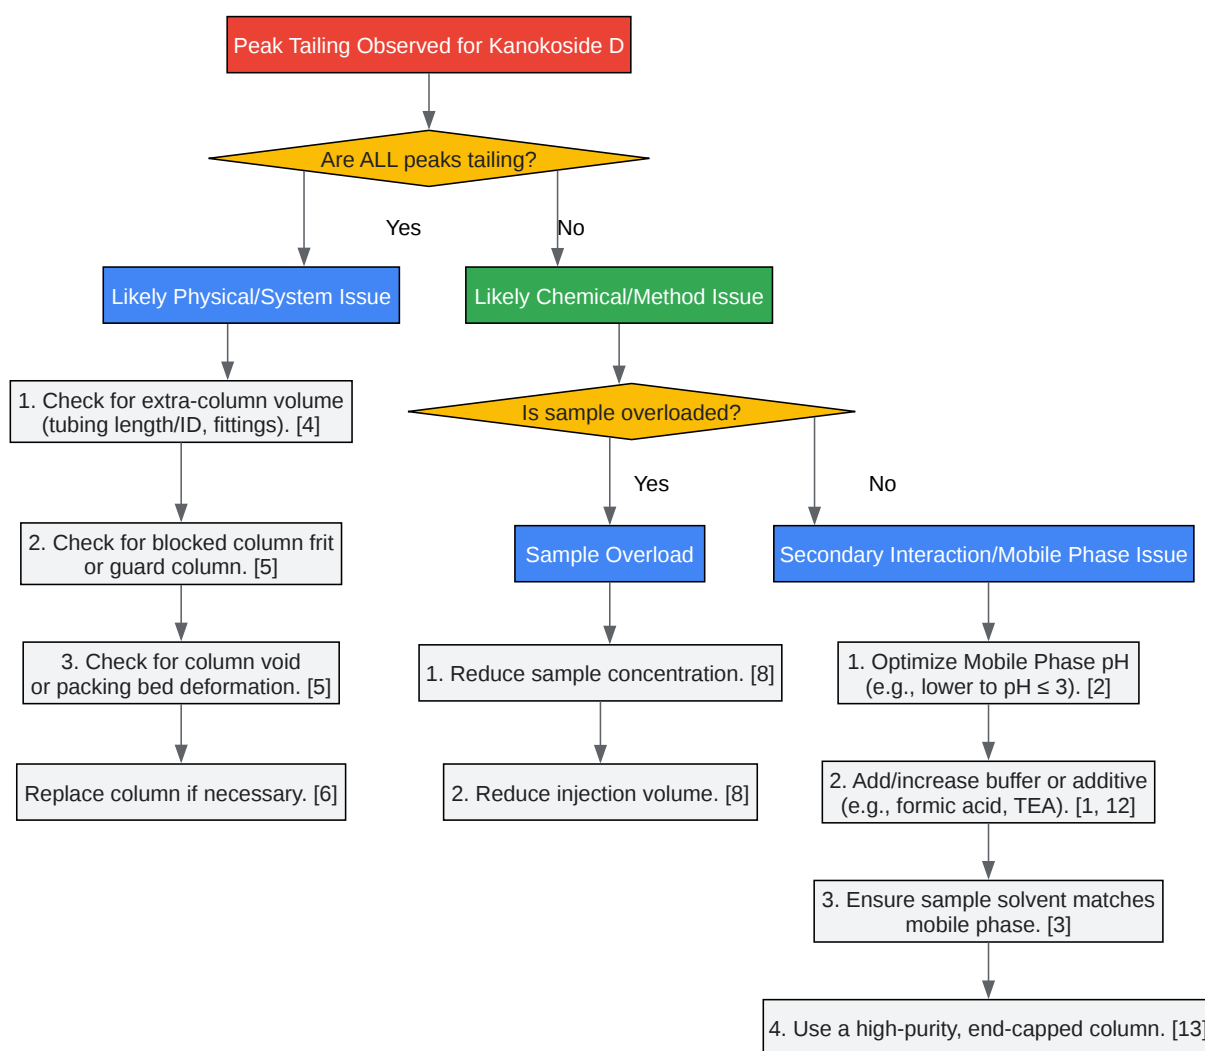 Peak Tailing Observed for Kanokoside D
Are ALL peaks tailing?
Yes
No
Likely Physical/System Issue
Likely Chemical/Method Issue
1. Check for extra-column volume
(tubing length/ID, fittings). [4]
Is sample overloaded?
Yes
No
2. Check for blocked column frit
or guard column. [5]
Sample Overload
Secondary Interaction/Mobile Phase Issue
3. Check for column void
or packing bed deformation. [5]
1. Reduce sample concentration. [8]
1. Optimize Mobile Phase pH
(e.g., lower to pH ≤ 3). [2]
Replace column if necessary. [6]
2. Reduce injection volume. [8]
2. Add/increase buffer or additive
(e.g., formic acid, TEA). [1, 12]
3. Ensure sample solvent matches
mobile phase. [3]
4. Use a high-purity, end-capped column. [13]